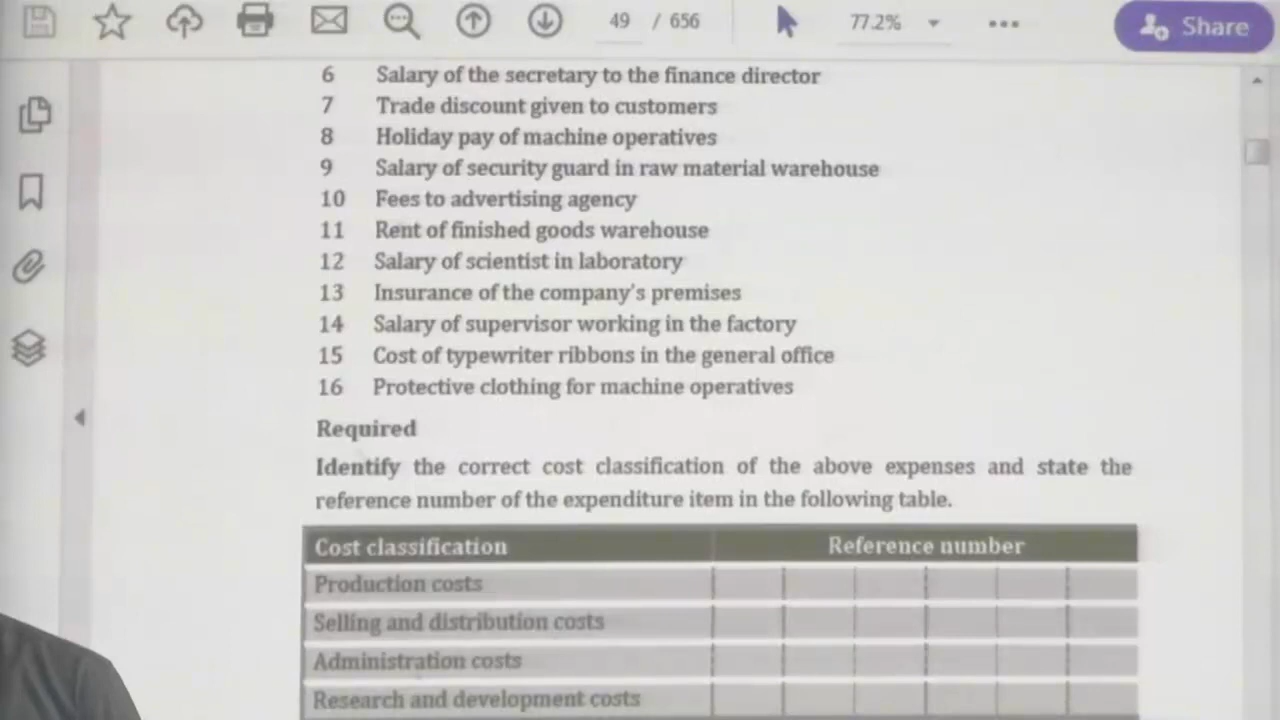 49 / 656
77.2%
Share
6 Salary of the secretary to the finance director
7 Trade discount given to customers
8 Holiday pay of machine operatives
9 Salary of security guard in raw material warehouse
10 Fees to advertising agency
11 Rent of finished goods warehouse
12 Salary of scientist in laboratory
13 Insurance of the company's premises
14 Salary of supervisor working in the factory
15 Cost of typewriter ribbons in the general office
16 Protective clothing for machine operatives
Required
Identify the correct cost classification of the above expenses and state the
reference number of the expenditure item in the following table.
Cost classification Reference number
Production costs
Selling and distribution costs
Administration costs
Research and development costs